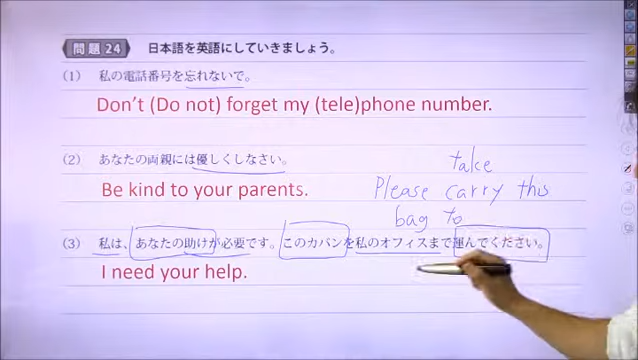 問題24 日本語を英語にしていきましょう。
(1) 私の電話番号を忘れないで。
Don't (Do not) forget my (tele)phone number.
(2) あなたの両親には優しくしなさい。
take
Be kind to your parents. Please carry this
bag to
(3) 私は、あなたの助けが必要です。このカバンを私のオフィスまで運んでください。
I need your help.